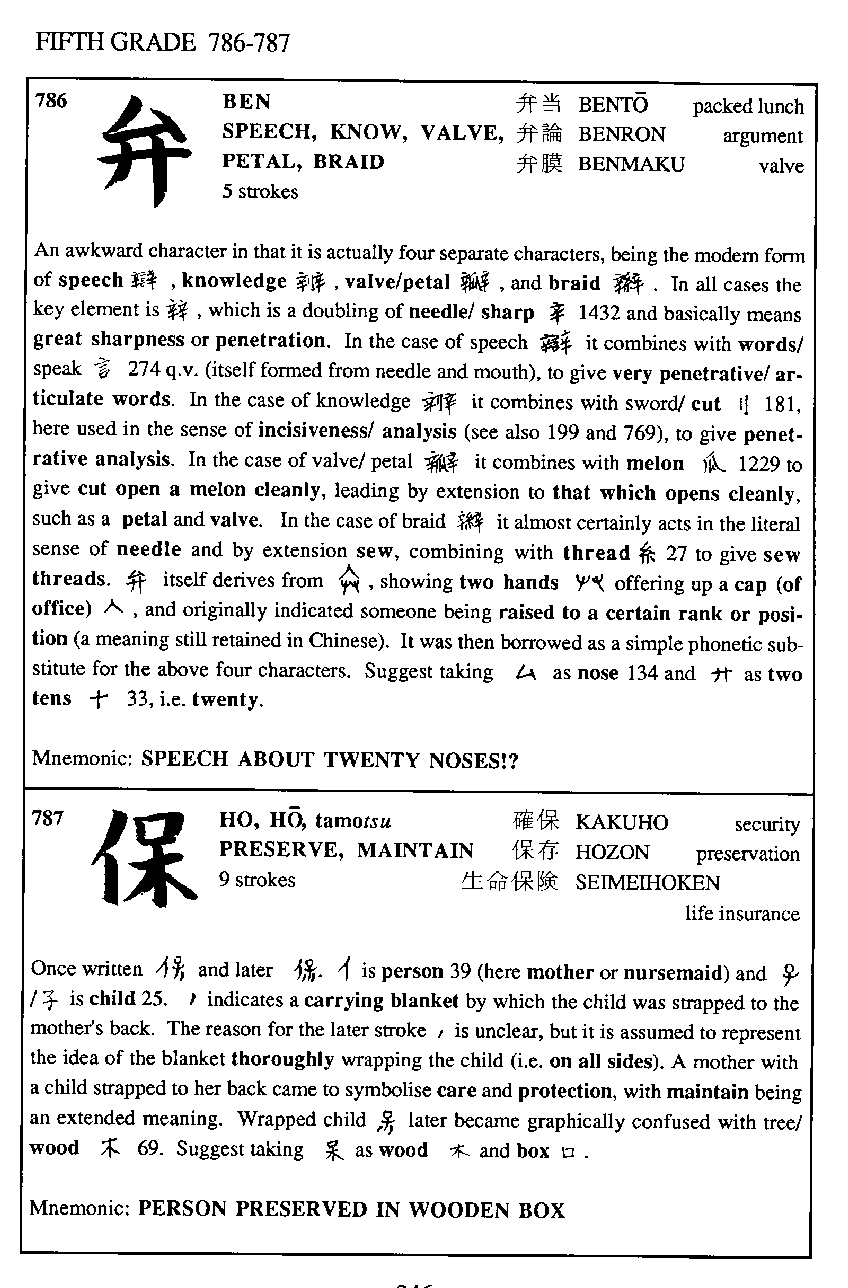 FIFTH GRADE 786-787
786 弁 BEN 弁当 BENTŌ packed lunch
SPEECH, KNOW, VALVE, 弁論 BENRON argument
PETAL, BRAID 弁膜 BENMAKU valve
5 strokes
An awkward character in that it is actually four separate characters, being the modern form
of speech 辯 , knowledge 辨 , valve/petal 瓣 , and braid 辮 . In all cases the
key element is 辡 , which is a doubling of needle/ sharp 辛 1432 and basically means
great sharpness or penetration. In the case of speech 辯 it combines with words/
speak 言 274 q.v. (itself formed from needle and mouth), to give very penetrative/ ar-
ticulate words. In the case of knowledge 辨 it combines with sword/ cut 刂 181,
here used in the sense of incisiveness/ analysis (see also 199 and 769), to give penet-
rative analysis. In the case of valve/ petal 瓣 it combines with melon 瓜 1229 to
give cut open a melon cleanly, leading by extension to that which opens cleanly,
such as a petal and valve. In the case of braid 辮 it almost certainly acts in the literal
sense of needle and by extension sew, combining with thread 糸 27 to give sew
threads. 弁 itself derives from , showing two hands offering up a cap (of
office) , and originally indicated someone being raised to a certain rank or posi-
tion (a meaning still retained in Chinese). It was then borrowed as a simple phonetic sub-
stitute for the above four characters. Suggest taking ム as nose 134 and 廾 as two
tens 十 33, i.e. twenty.
Mnemonic: SPEECH ABOUT TWENTY NOSES!?
787 保 HO, HŌ, tamotsu 確保 KAKUHO security
PRESERVE, MAINTAIN 保存 HOZON preservation
9 strokes 生命保険 SEIMEIHOKEN
life insurance
Once written and later . 亻 is person 39 (here mother or nursemaid) and
/ 子 is child 25. indicates a carrying blanket by which the child was strapped to the
mother's back. The reason for the later stroke is unclear, but it is assumed to represent
the idea of the blanket thoroughly wrapping the child (i.e. on all sides). A mother with
a child strapped to her back came to symbolise care and protection, with maintain being
an extended meaning. Wrapped child later became graphically confused with tree/
wood 木 69. Suggest taking 呆 as wood 木 and box 口 .
Mnemonic: PERSON PRESERVED IN WOODEN BOX